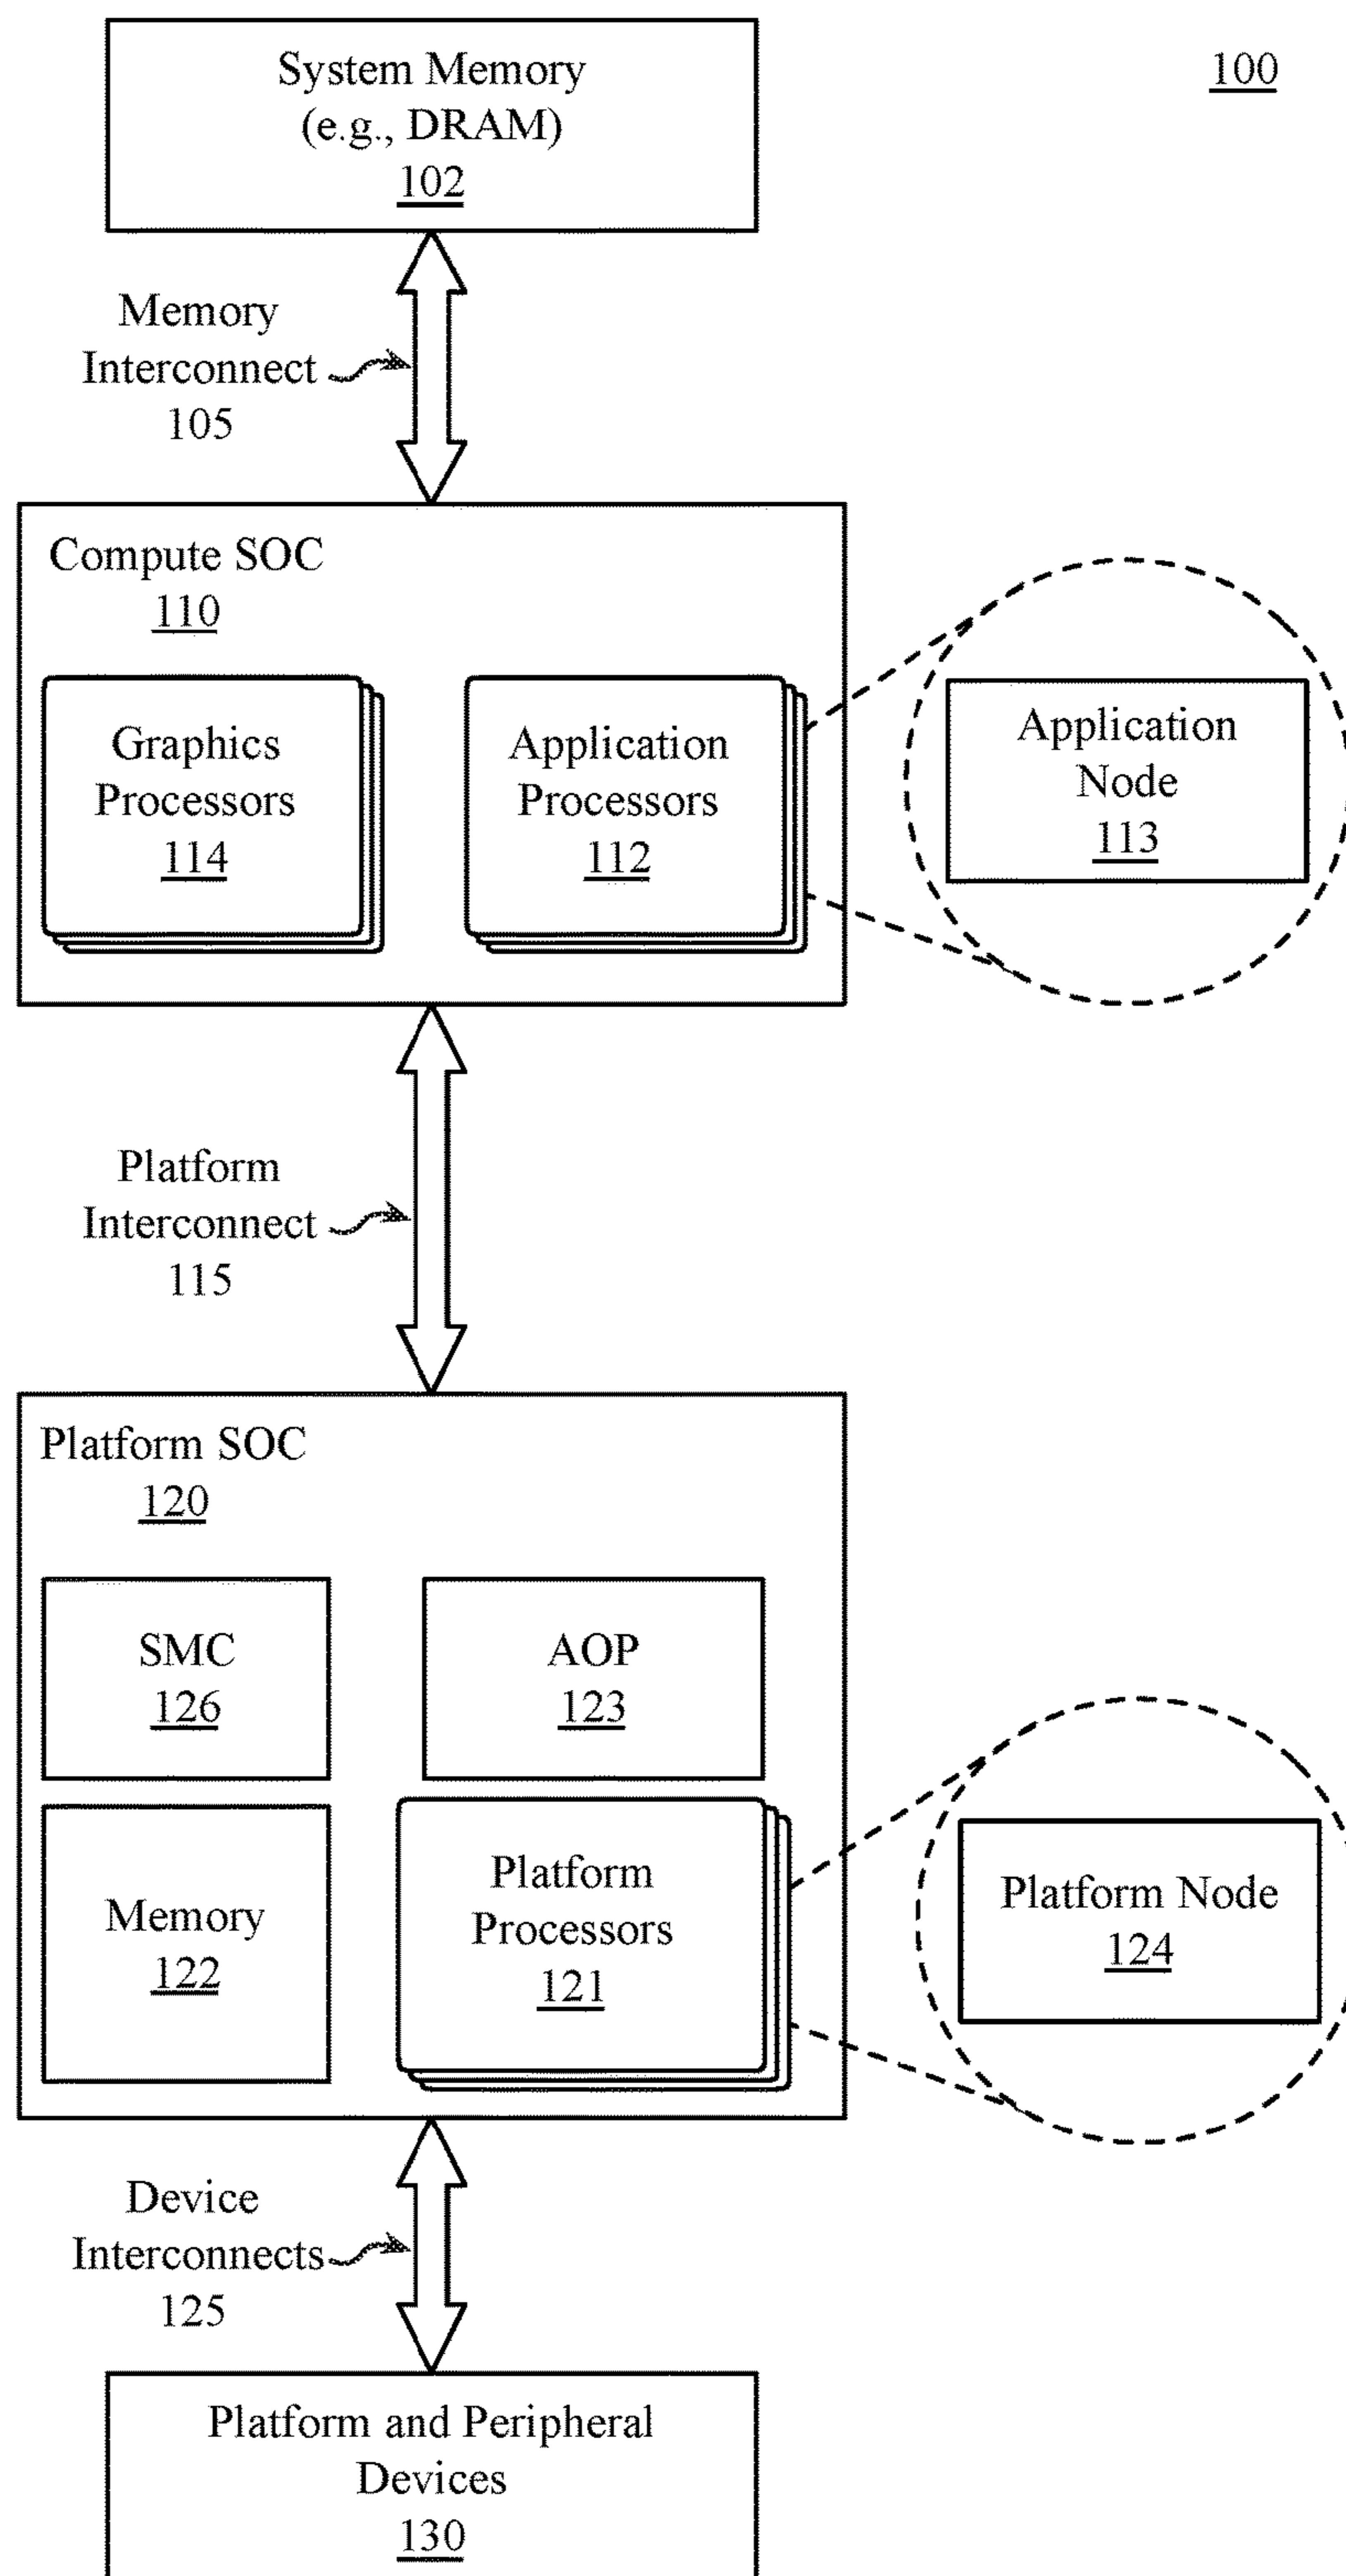 System Memory
(e.g., DRAM)
102
100
Memory
Interconnect
105
Compute SOC
110
Graphics
Processors
114
Application
Processors
112
Application
Node
113
Platform
Interconnect
115
Platform SOC
120
SMC
126
AOP
123
Memory
122
Platform
Processors
121
Platform Node
124
Device
Interconnects
125
Platform and Peripheral
Devices
130